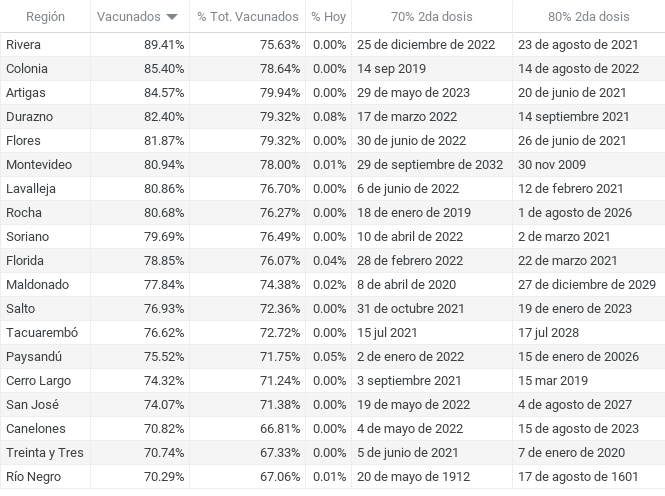 Región Vacunados % Tot. Vacunados % Hoy 70% 2da dosis 80% 2da dosis
Rivera 89.41% 75.63% 0.00% 25 de diciembre de 2022 23 de agosto de 2021
Colonia 85.40% 78.64% 0.00% 14 sep 2019 14 de agosto de 2022
Artigas 84.57% 79.94% 0.00% 29 de mayo de 2023 20 de junio de 2021
Durazno 82.40% 79.32% 0.08% 17 de marzo 2022 14 septiembre 2021
Flores 81.87% 79.32% 0.00% 30 de junio de 2022 26 de junio de 2021
Montevideo 80.94% 78.00% 0.01% 29 de septiembre de 2032 30 nov 2009
Lavalleja 80.86% 76.70% 0.00% 6 de junio de 2022 12 de febrero 2021
Rocha 80.68% 76.27% 0.00% 18 de enero de 2019 1 de agosto de 2026
Soriano 79.69% 76.49% 0.00% 10 de abril de 2022 2 de marzo 2021
Florida 78.85% 76.07% 0.04% 28 de febrero 2022 22 de marzo 2021
Maldonado 77.84% 74.38% 0.02% 8 de abril de 2020 27 de diciembre de 2029
Salto 76.93% 72.36% 0.00% 31 de octubre 2021 19 de enero de 2023
Tacuarembó 76.62% 72.72% 0.00% 15 jul 2021 17 jul 2028
Paysandú 75.52% 71.75% 0.05% 2 de enero de 2022 15 de enero de 20026
Cerro Largo 74.32% 71.24% 0.00% 3 septiembre 2021 15 mar 2019
San José 74.07% 71.38% 0.00% 19 de mayo de 2022 4 de agosto de 2027
Canelones 70.82% 66.81% 0.00% 4 de mayo de 2022 15 de agosto de 2023
Treinta y Tres 70.74% 67.33% 0.00% 5 de junio de 2021 7 de enero de 2020
Río Negro 70.29% 67.06% 0.01% 20 de mayo de 1912 17 de agosto de 1601